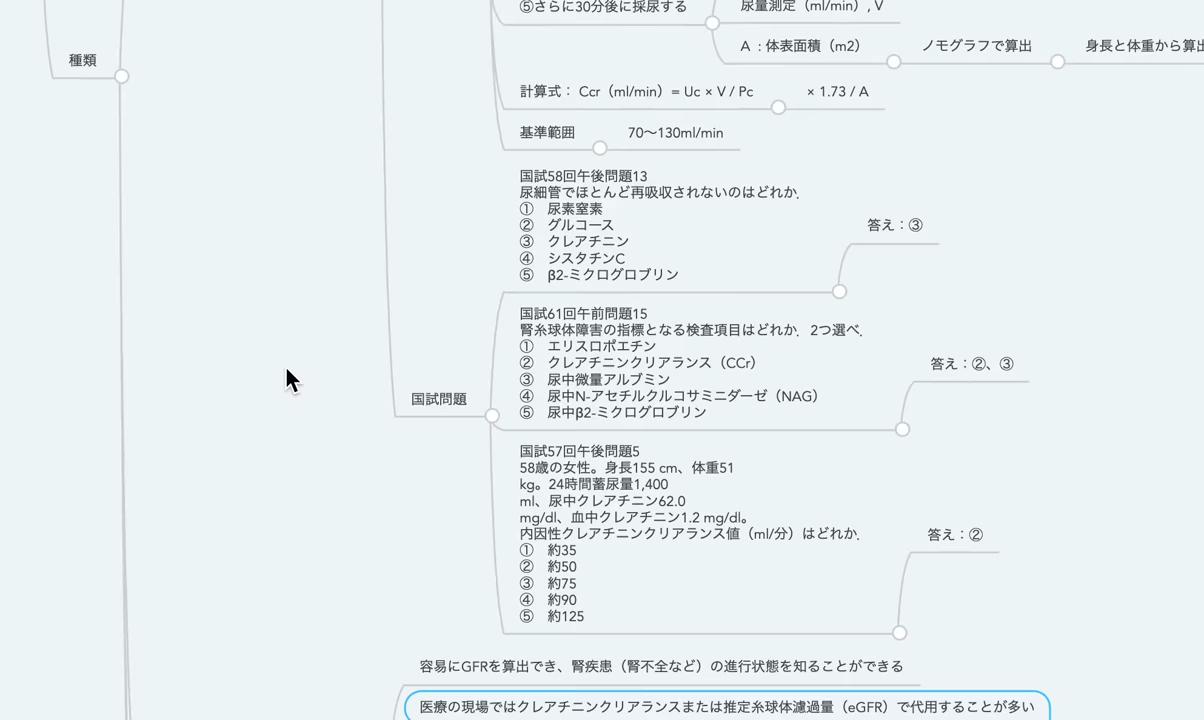 ⑤さらに30分後に採尿する
尿量測定（ml/min）, V
種類
A ：体表面積（m2）
ノモグラフで算出
身長と体重から算出
計算式： Ccr（ml/min）= Uc × V / Pc
× 1.73 / A
基準範囲
70〜130ml/min
国試58回午後問題13
尿細管でほとんど再吸収されないのはどれか．
① 尿素窒素
② グルコース
③ クレアチニン
④ シスタチンC
⑤ β2-ミクログロブリン
答え：③
国試問題
国試61回午前問題15
腎糸球体障害の指標となる検査項目はどれか．2つ選べ．
① エリスロポエチン
② クレアチニンクリアランス（CCr）
③ 尿中微量アルブミン
④ 尿中N-アセチルクルコサミニダーゼ（NAG）
⑤ 尿中β2-ミクログロブリン
答え：②、③
国試57回午後問題5
58歳の女性。身長155 cm、体重51
kg。24時間蓄尿量1,400
ml、尿中クレアチニン62.0
mg/dl、血中クレアチニン1.2 mg/dl。
内因性クレアチニンクリアランス値（ml/分）はどれか．
① 約35
② 約50
③ 約75
④ 約90
⑤ 約125
答え：②
容易にGFRを算出でき、腎疾患（腎不全など）の進行状態を知ることができる
医療の現場ではクレアチニンクリアランスまたは推定糸球体濾過量（eGFR）で代用することが多い